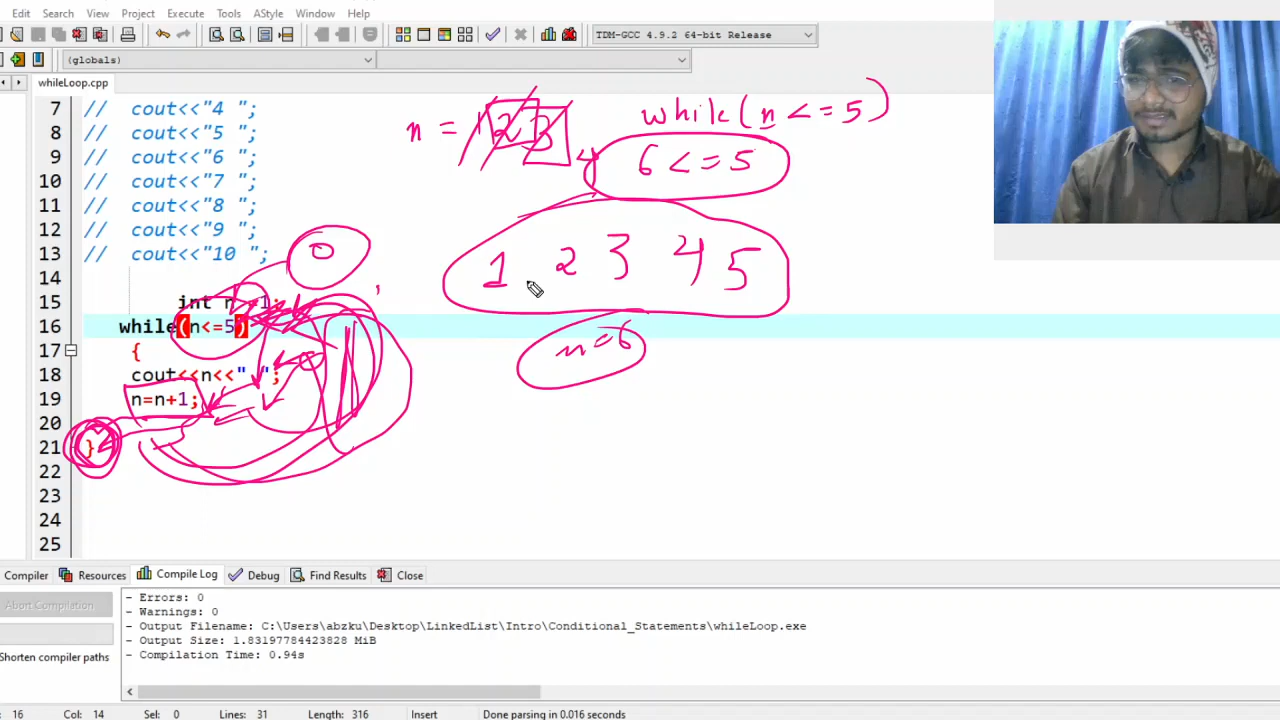 Edit Search View Project Execute Tools AStyle Window Help
TDM-GCC 4.9.2 64-bit Release
(globals)
whileLoop.cpp
7 // cout<<"4 ";
8 // cout<<"5 ";
9 // cout<<"6 ";
10 // cout<<"7 ";
11 // cout<<"8 ";
12 // cout<<"9 ";
13 // cout<<"10 ";
14
15 int n=1;
16 while(n<=5)
17 {
18 cout<<n<<" ";
19 n=n+1;
20
21 }
22
23
24
25
n = 1 2 3 4
while(n <= 5)
6 <= 5
1 2 3 4 5
n=6
0
Compiler Resources Compile Log Debug Find Results Close
Abort Compilation
Shorten compiler paths
- Errors: 0
- Warnings: 0
- Output Filename: C:\Users\abzku\Desktop\LinkedList\Intro\Conditional_Statements\whileLoop.exe
- Output Size: 1.83197784423828 MiB
- Compilation Time: 0.94s
16 Col: 14 Sel: 0 Lines: 31 Length: 316 Insert Done parsing in 0.016 seconds